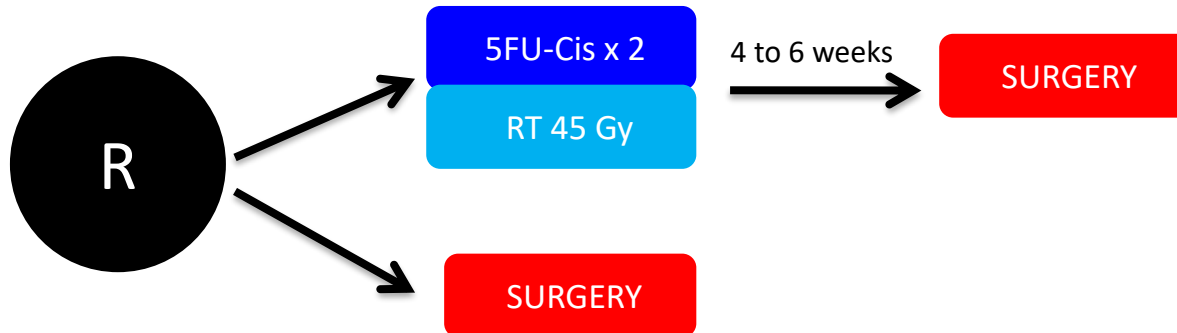 R
5FU-Cis x 2
RT 45 Gy
4 to 6 weeks
SURGERY
SURGERY